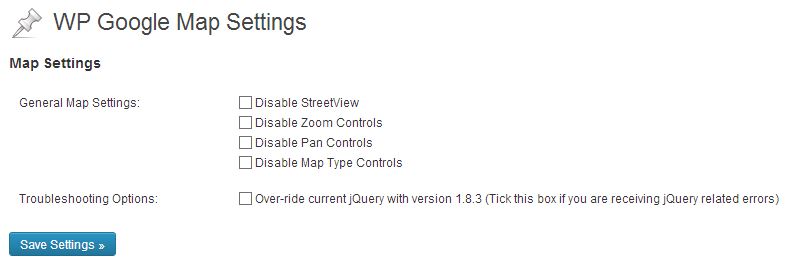 WP Google Map Settings
Map Settings
General Map Settings:
Disable StreetView
Disable Zoom Controls
Disable Pan Controls
Disable Map Type Controls
Troubleshooting Options:
Over-ride current jQuery with version 1.8.3 (Tick this box if you are receiving jQuery related errors)
Save Settings »